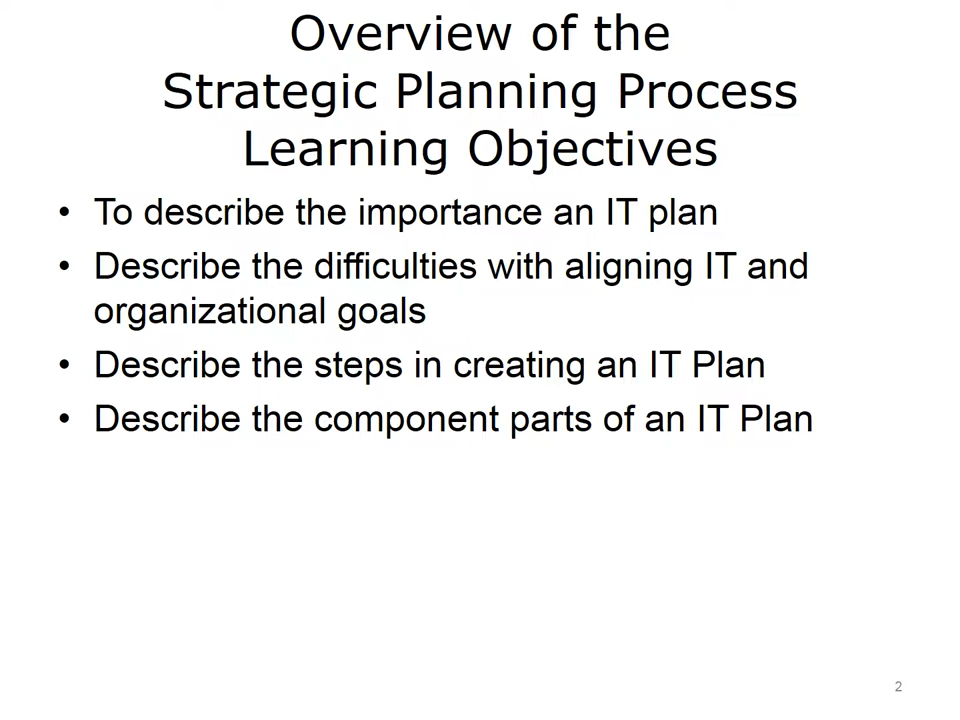 Overview of the
Strategic Planning Process
Learning Objectives
• To describe the importance an IT plan
• Describe the difficulties with aligning IT and
organizational goals
• Describe the steps in creating an IT Plan
• Describe the component parts of an IT Plan
2